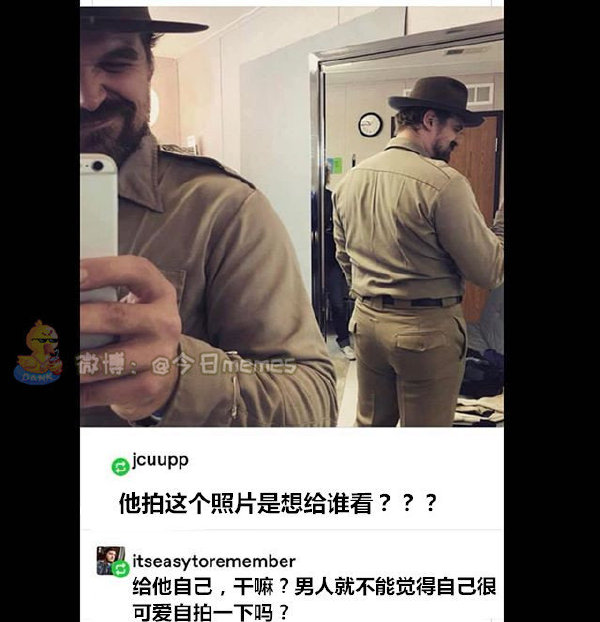 微博：@今日memes
DANK
jcuupp
他拍这个照片是想给谁看？？？
itseasytoremember
给他自己，干嘛？男人就不能觉得自己很
可爱自拍一下吗？